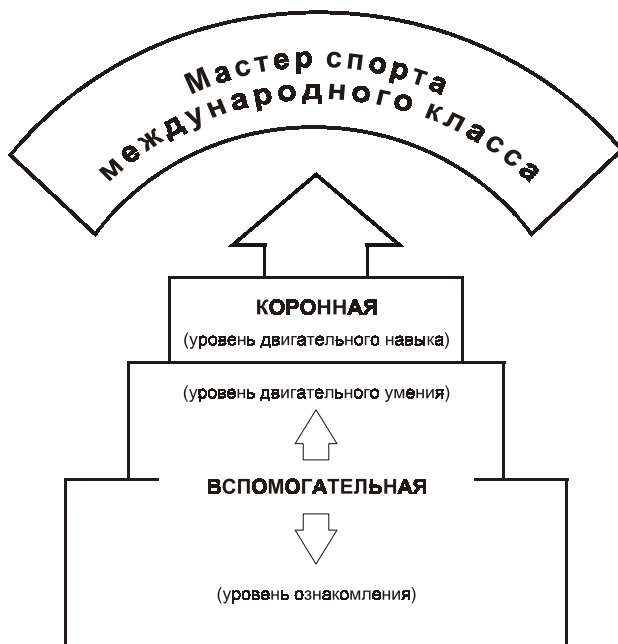 Мастер спорта
международного класса
КОРОННАЯ
(уровень двигательного навыка)
(уровень двигательного умения)
ВСПОМОГАТЕЛЬНАЯ
(уровень ознакомления)